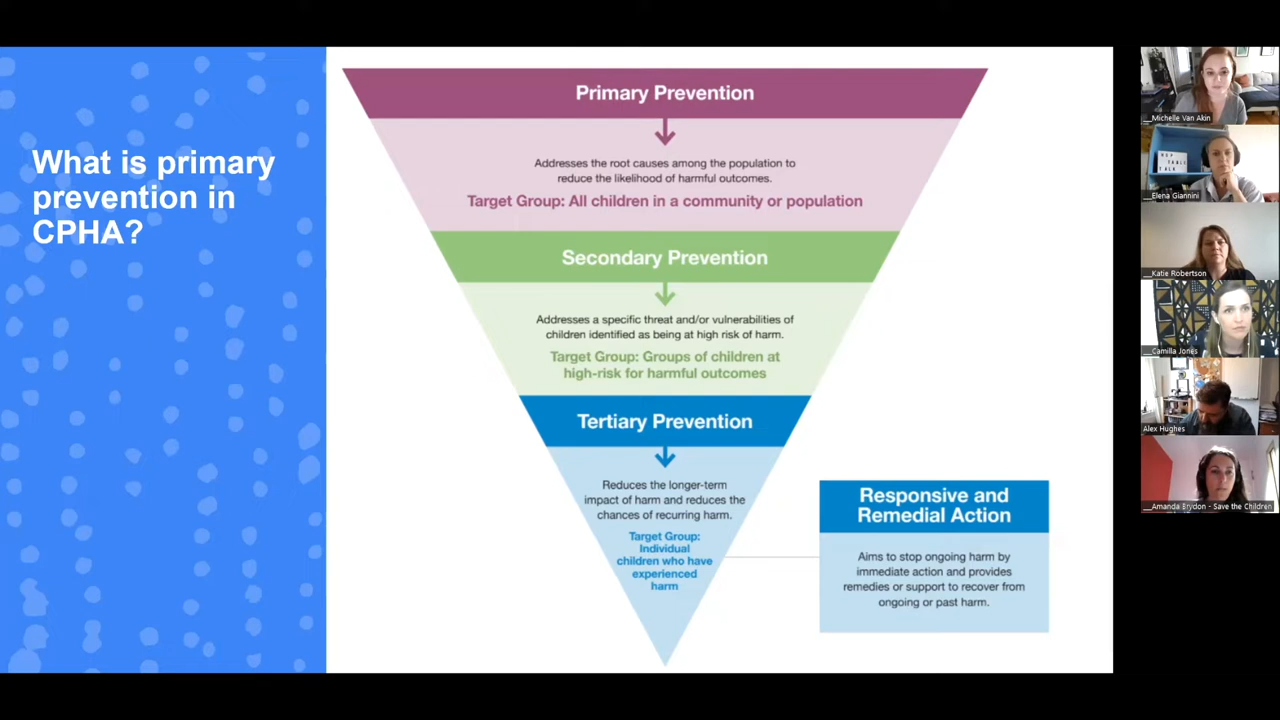 What is primary
prevention in
CPHA?
Primary Prevention
Addresses the root causes among the population to
reduce the likelihood of harmful outcomes.
Target Group: All children in a community or population
Secondary Prevention
Addresses a specific threat and/or vulnerabilities of
children identified as being at high risk of harm.
Target Group: Groups of children at
high-risk for harmful outcomes
Tertiary Prevention
Reduces the longer-term
impact of harm and reduces the
chances of recurring harm.
Target Group:
Individual
children who have
experienced
harm
Responsive and
Remedial Action
Aims to stop ongoing harm by
immediate action and provides
remedies or support to recover from
ongoing or past harm.
__Michelle Van Akin
__Elena Giannini
__Katie Robertson
__Camilla Jones
Alex Hughes
__Amanda Brydon - Save the Children